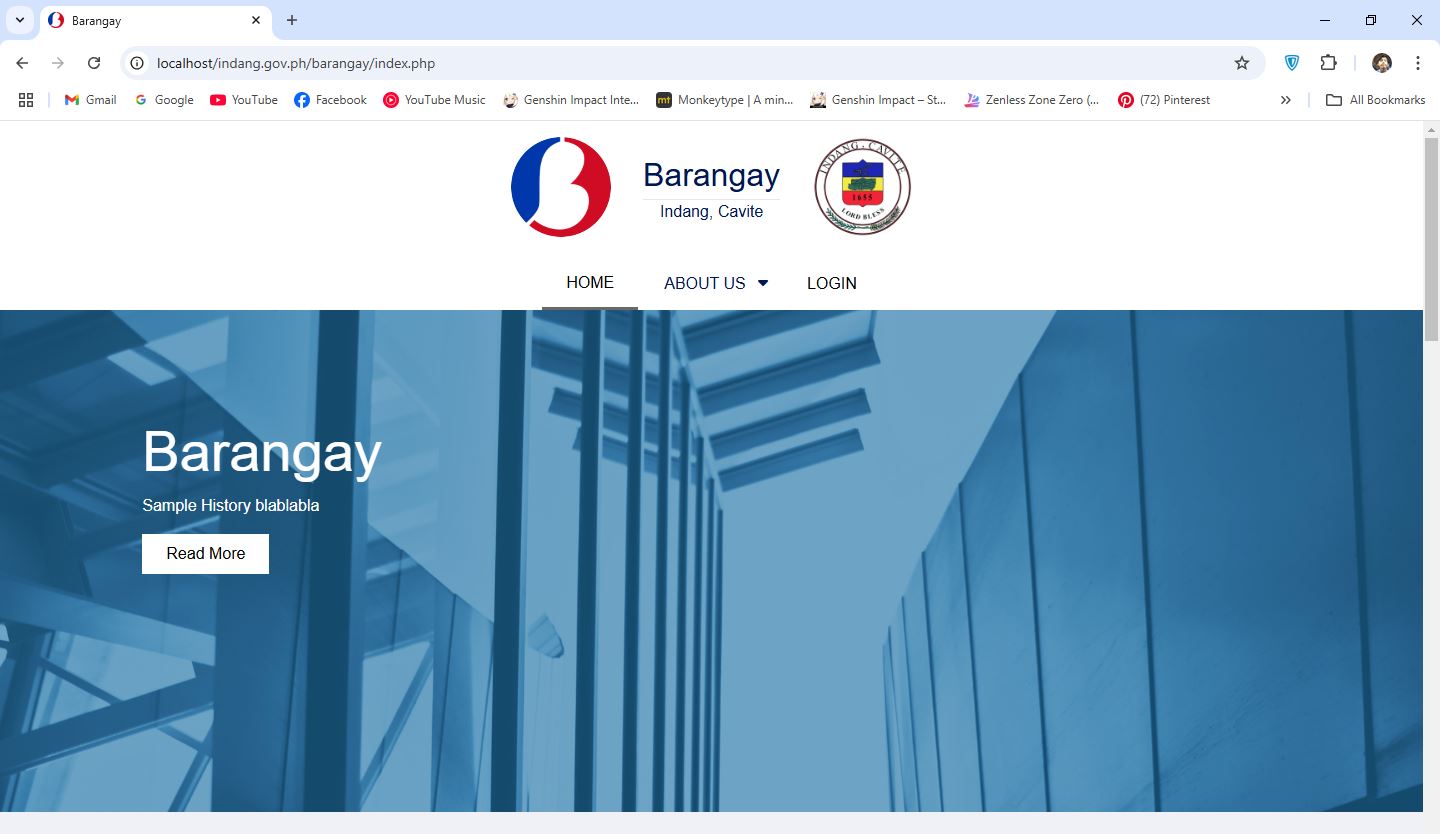 Barangay
localhost/indang.gov.ph/barangay/index.php
Gmail
Google
YouTube
Facebook
YouTube Music
Genshin Impact Inte...
mt
Monkeytype | A min...
Genshin Impact – St...
Zenless Zone Zero (...
(72) Pinterest
All Bookmarks
Barangay
Indang, Cavite
INDANG . CAVITE
1655
LORD BLESS
HOME
ABOUT US
LOGIN
Barangay
Sample History blablabla
Read More